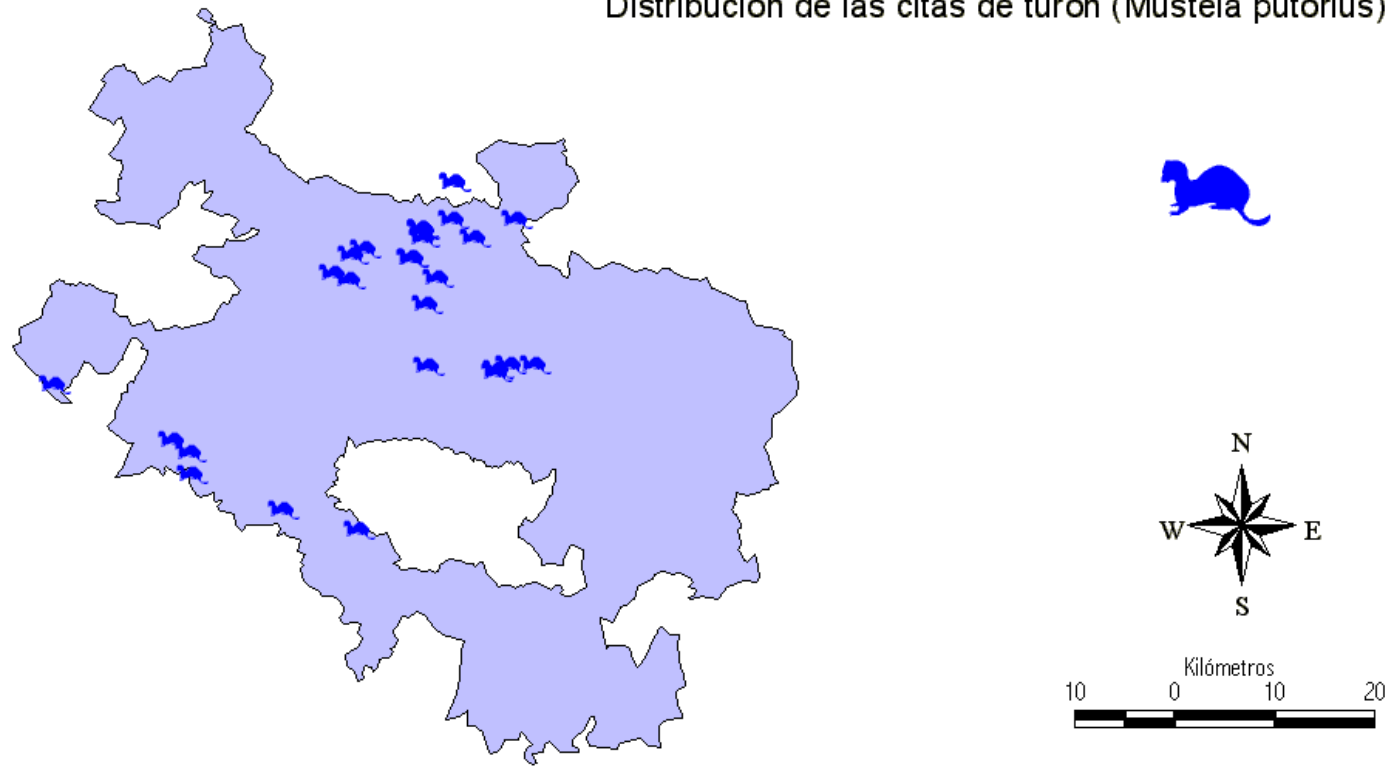 Distribución de las citas de turón (Mustela putorius)
N
W E
S
Kilómetros
10 0 10 20